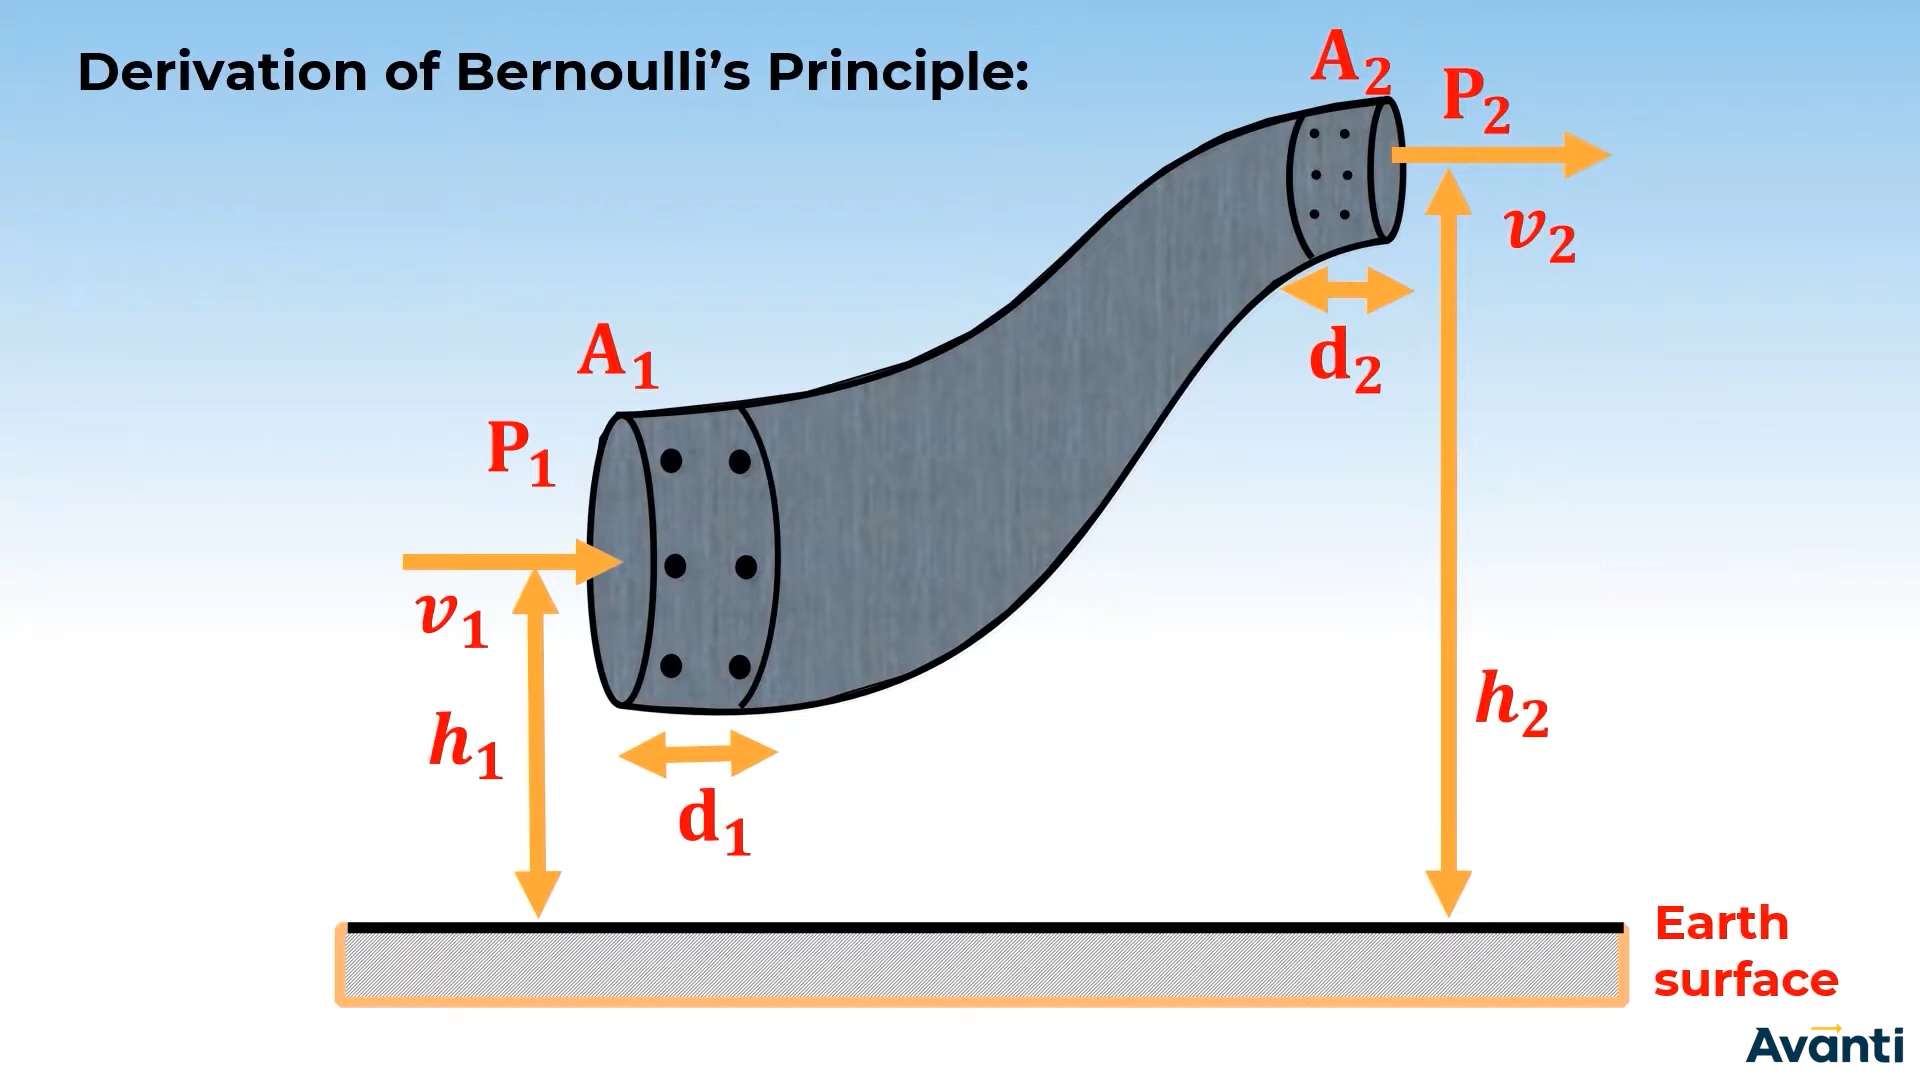 Derivation of Bernoulli’s Principle:
A₂
P₂
v₂
d₂
A₁
P₁
v₁
h₁
d₁
h₂
Earth
surface
Avanti